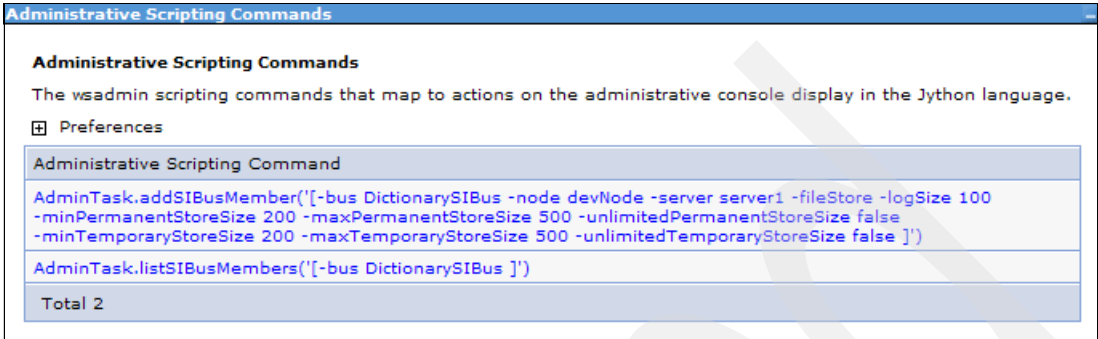 Administrative Scripting Commands
Administrative Scripting Commands
The wsadmin scripting commands that map to actions on the administrative console display in the Jython language.
Preferences
Administrative Scripting Command
AdminTask.addSIBusMember('[-bus DictionarySIBus -node devNode -server server1 -fileStore -logSize 100
-minPermanentStoreSize 200 -maxPermanentStoreSize 500 -unlimitedPermanentStoreSize false
-minTemporaryStoreSize 200 -maxTemporaryStoreSize 500 -unlimitedTemporaryStoreSize false ]')
AdminTask.listSIBusMembers('[-bus DictionarySIBus ]')
Total 2